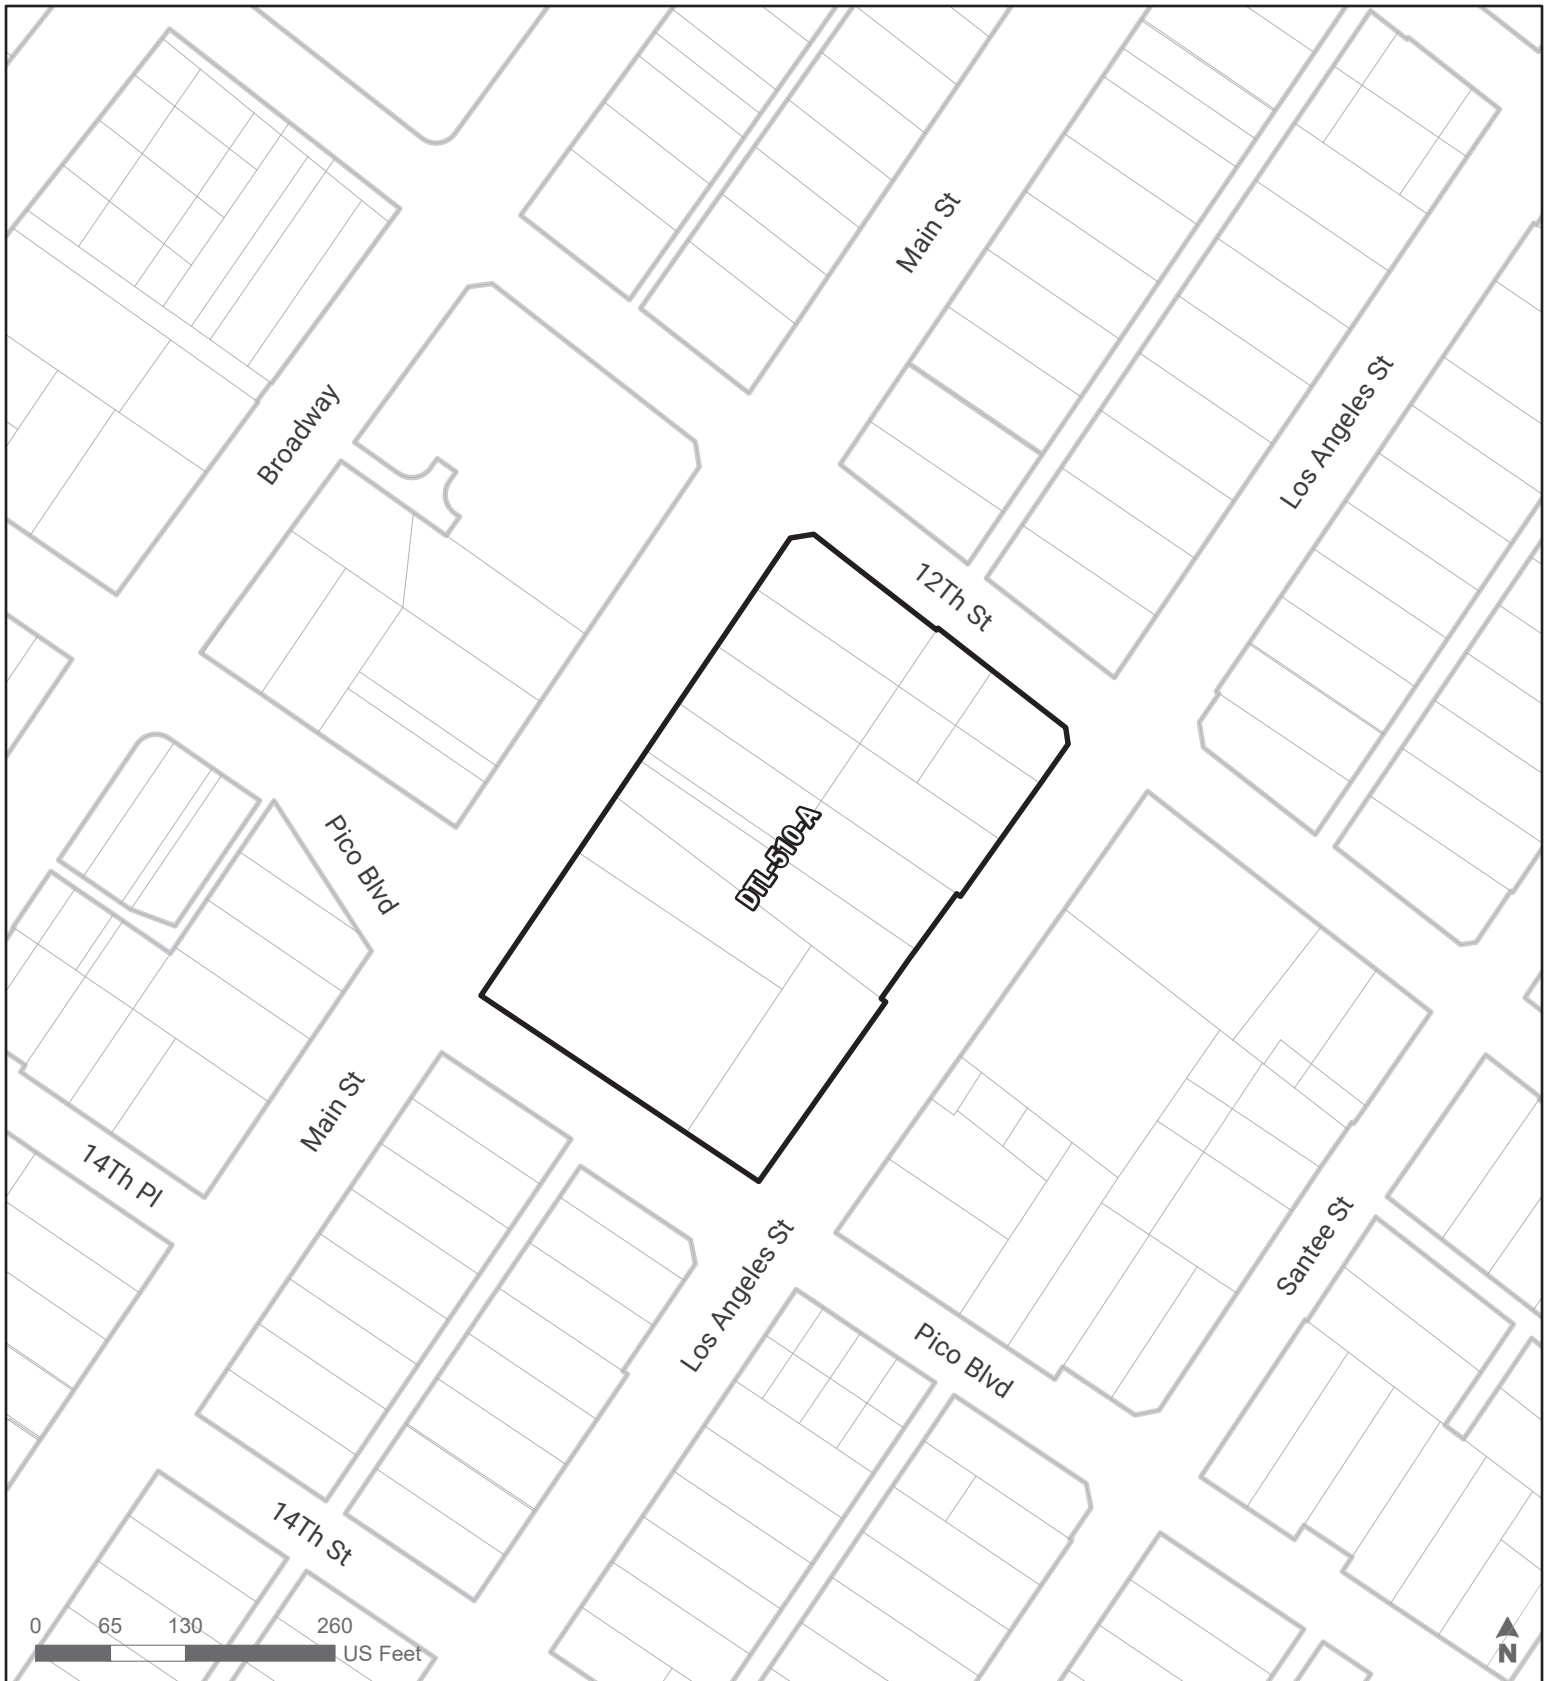 Main St
Los Angeles St
Broadway
12Th St
DTL-510-A
Pico Blvd
Main St
14Th Pl
Los Angeles St
Santee St
Pico Blvd
14Th St
0 65 130 260
US Feet
N